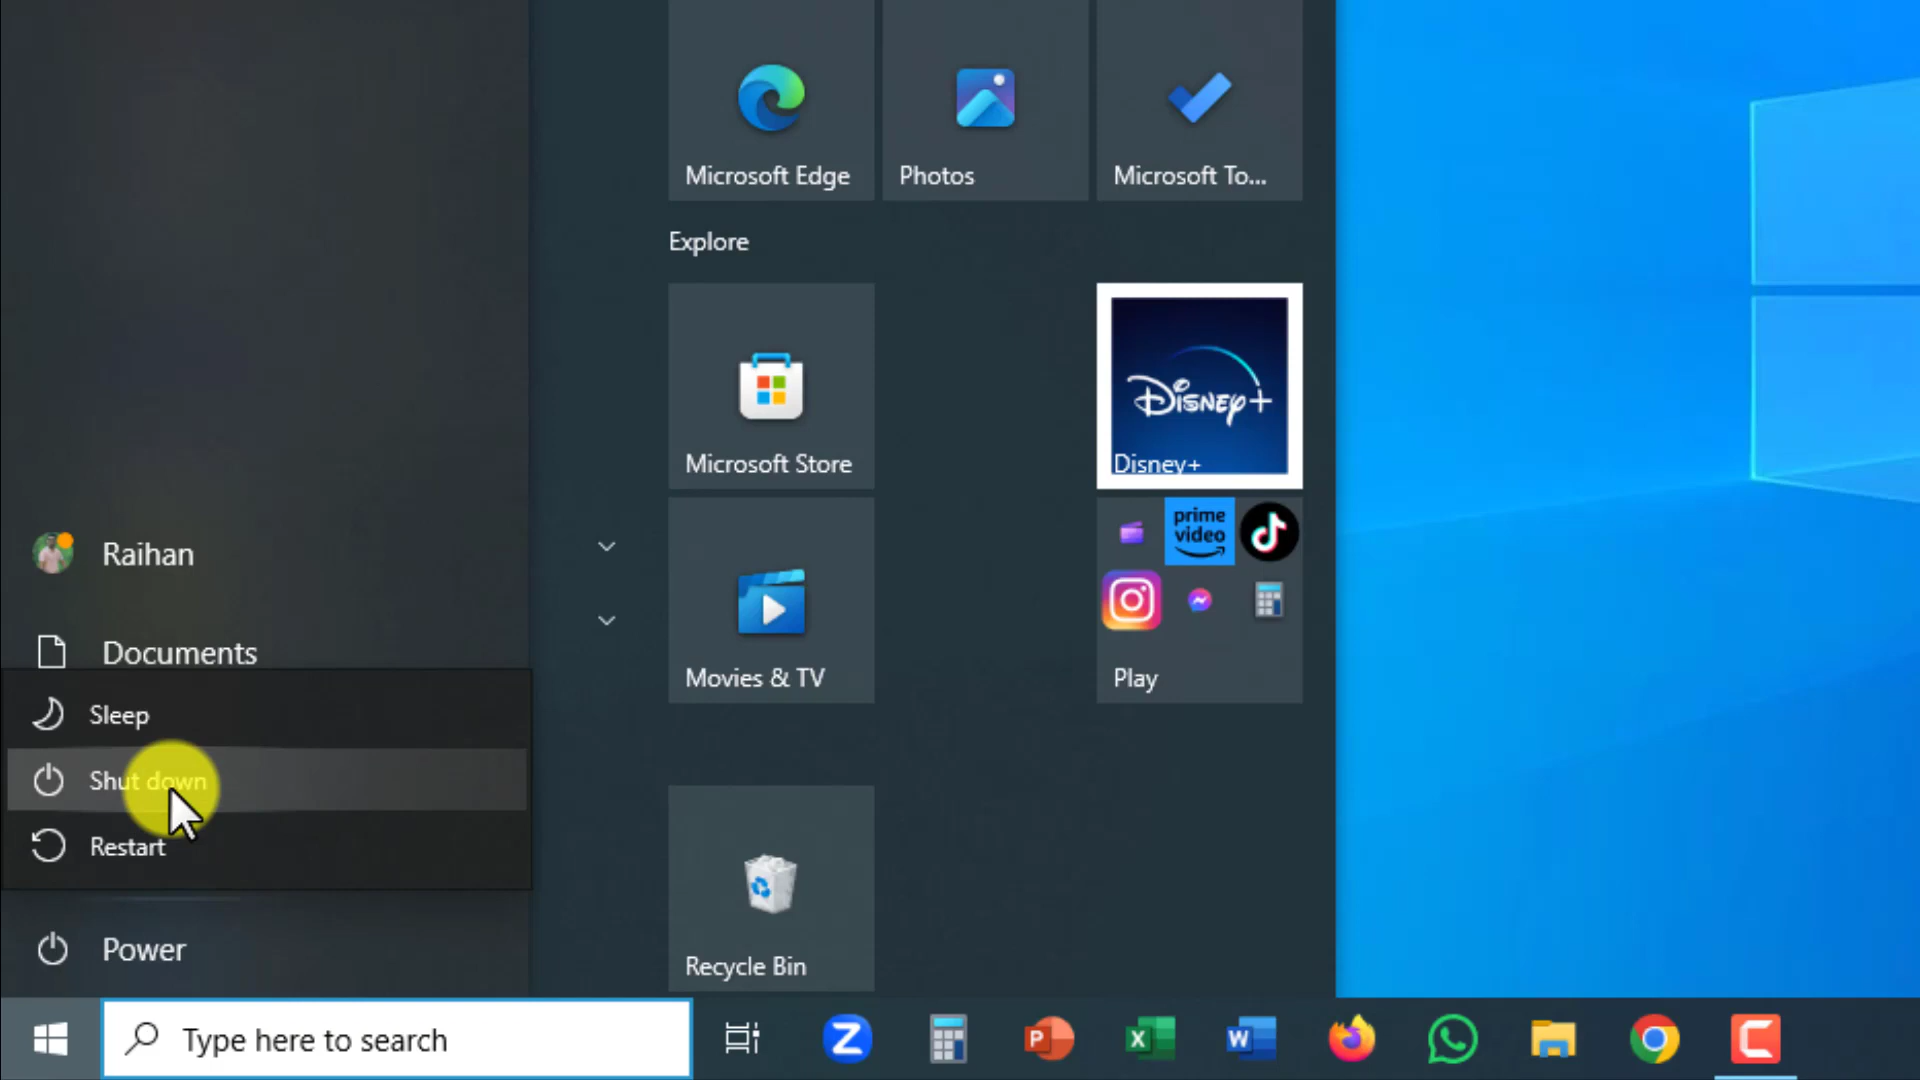 Microsoft Edge
Photos
Microsoft To...
Explore
Microsoft Store
Disney+
Disney+
Movies & TV
prime
video
Play
Raihan
Documents
Sleep
Shut down
Restart
Power
Recycle Bin
Type here to search
Z
P
X
W